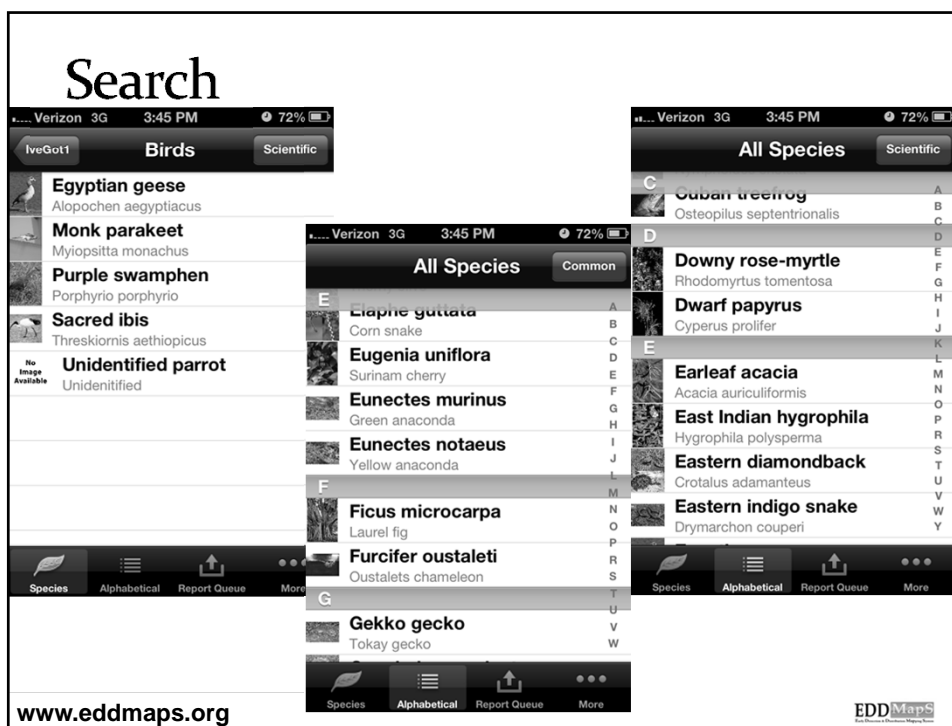 Search
Verizon 3G 3:45 PM 72%
IveGot1 Birds Scientific
Egyptian geese
Alopochen aegyptiacus
Monk parakeet
Myiopsitta monachus
Purple swamphen
Porphyrio porphyrio
Sacred ibis
Threskiornis aethiopicus
No Image Available
Unidentified parrot
Unidenitified
Species Alphabetical Report Queue More
Verizon 3G 3:45 PM 72%
All Species Common
E
Elaphe guttata
Corn snake
Eugenia uniflora
Surinam cherry
Eunectes murinus
Green anaconda
Eunectes notaeus
Yellow anaconda
F
Ficus microcarpa
Laurel fig
Furcifer oustaleti
Oustalets chameleon
G
Gekko gecko
Tokay gecko
A
B
C
D
E
F
G
H
I
J
L
M
N
O
P
R
S
T
U
V
W
Species Alphabetical Report Queue More
Verizon 3G 3:45 PM 72%
All Species Scientific
C
Cuban treefrog
Osteopilus septentrionalis
D
Downy rose-myrtle
Rhodomyrtus tomentosa
Dwarf papyrus
Cyperus prolifer
E
Earleaf acacia
Acacia auriculiformis
East Indian hygrophila
Hygrophila polysperma
Eastern diamondback
Crotalus adamanteus
Eastern indigo snake
Drymarchon couperi
A
B
C
D
E
F
G
H
I
J
K
L
M
N
O
P
R
S
T
U
V
W
Y
Species Alphabetical Report Queue More
www.eddmaps.org
EDDMapS